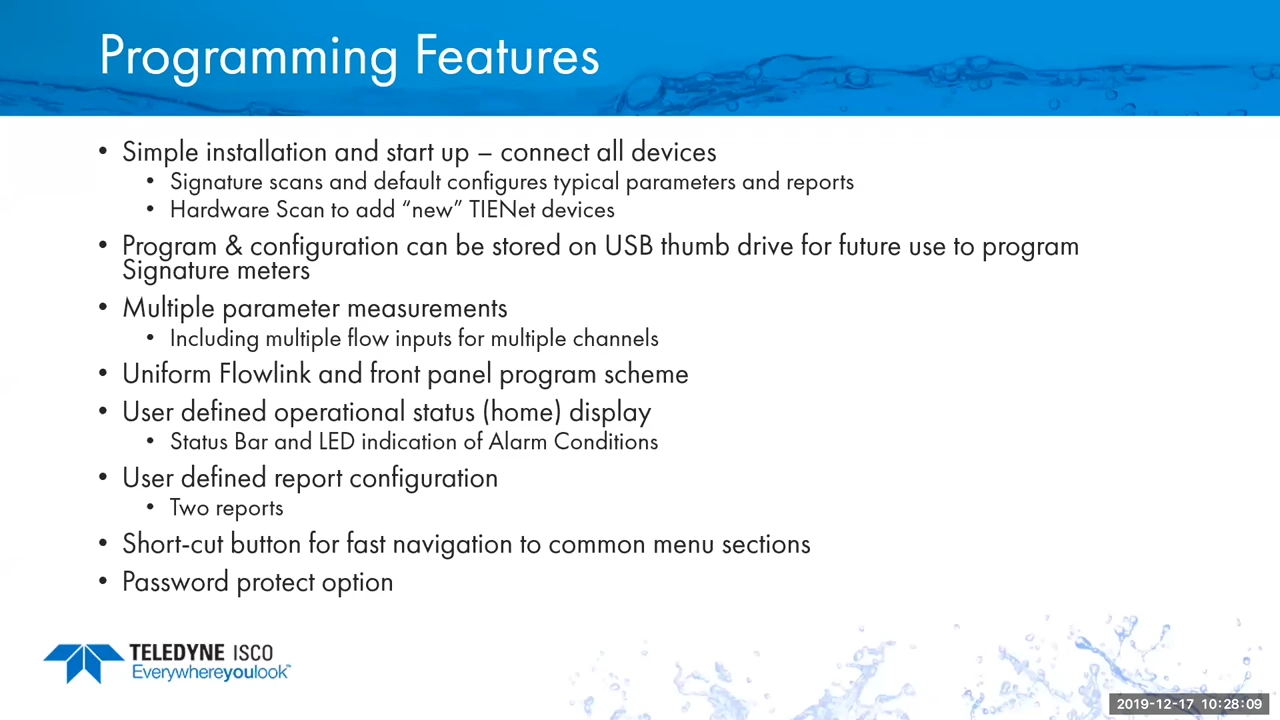 Programming Features
• Simple installation and start up – connect all devices
• Signature scans and default configures typical parameters and reports
• Hardware Scan to add “new” TIENet devices
• Program & configuration can be stored on USB thumb drive for future use to program
Signature meters
• Multiple parameter measurements
• Including multiple flow inputs for multiple channels
• Uniform Flowlink and front panel program scheme
• User defined operational status (home) display
• Status Bar and LED indication of Alarm Conditions
• User defined report configuration
• Two reports
• Short-cut button for fast navigation to common menu sections
• Password protect option
TELEDYNE ISCO
Everywhereyoulook™
2019-12-17 10:28:09